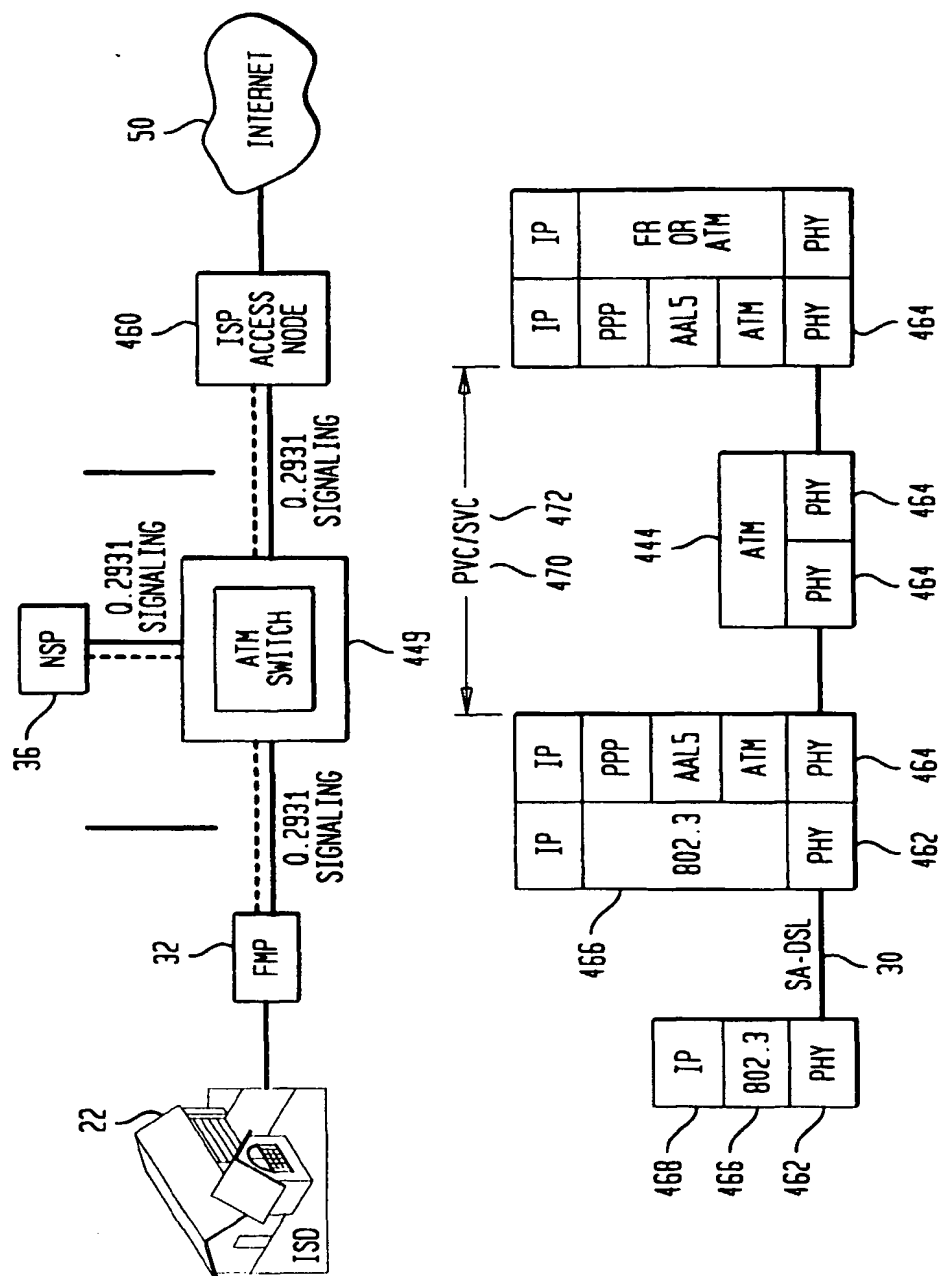 22
ISD
32
FMP
Q.2931
SIGNALING
36
NSP
Q.2931
SIGNALING
ATM
SWITCH
449
Q.2931
SIGNALING
460
ISP
ACCESS
NODE
50
INTERNET
468
466
462
IP
802.3
PHY
SA-DSL
30
466
IP
802.3
PHY
462
IP
PPP
AAL5
ATM
PHY
464
PVC/SVC
470
472
444
ATM
PHY
PHY
464
464
IP
PPP
AAL5
ATM
PHY
464
IP
FR
OR
ATM
PHY